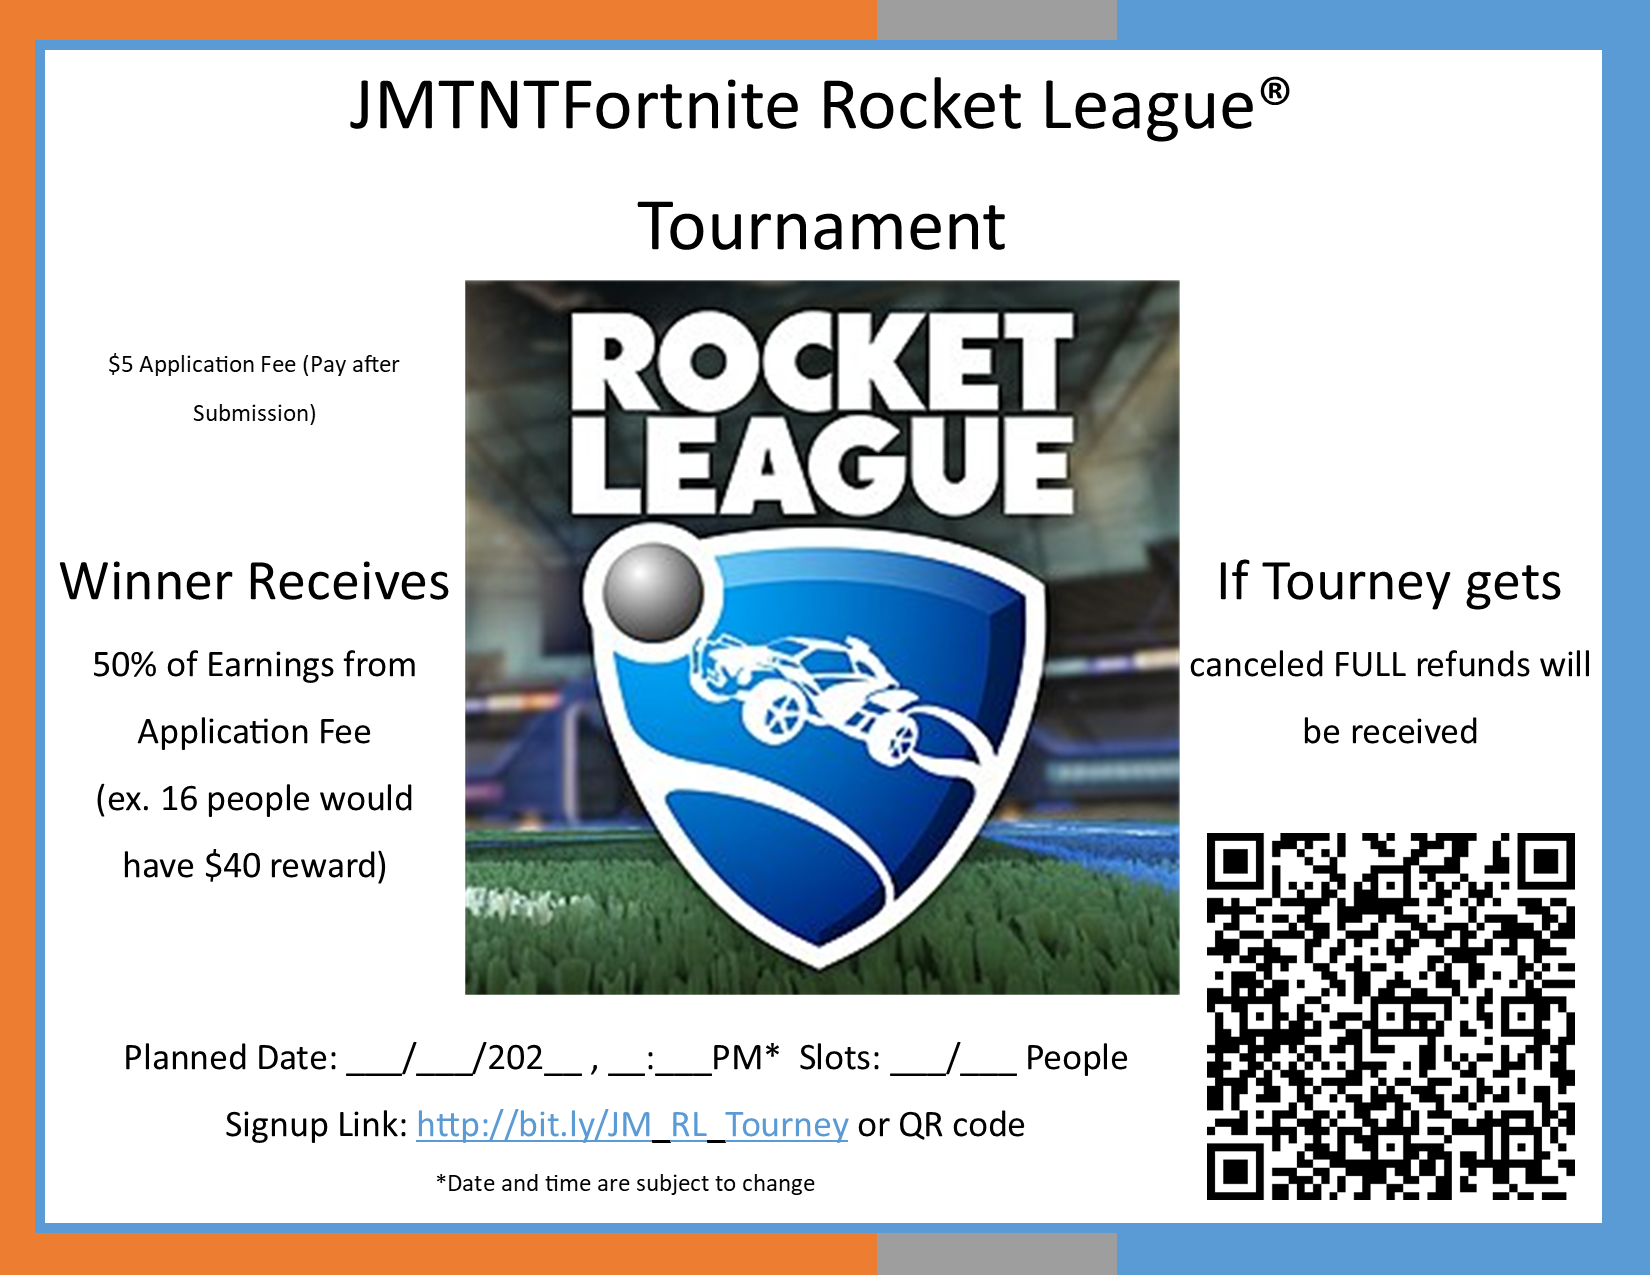 JMTNTFortnite Rocket League®
Tournament
$5 Application Fee (Pay after
Submission)
Winner Receives
50% of Earnings from
Application Fee
(ex. 16 people would
have $40 reward)
ROCKET
LEAGUE
If Tourney gets
canceled FULL refunds will
be received
Planned Date: ___/___/202__ , __:___PM*  Slots: ___/___ People
Signup Link: http://bit.ly/JM_RL_Tourney or QR code
*Date and time are subject to change